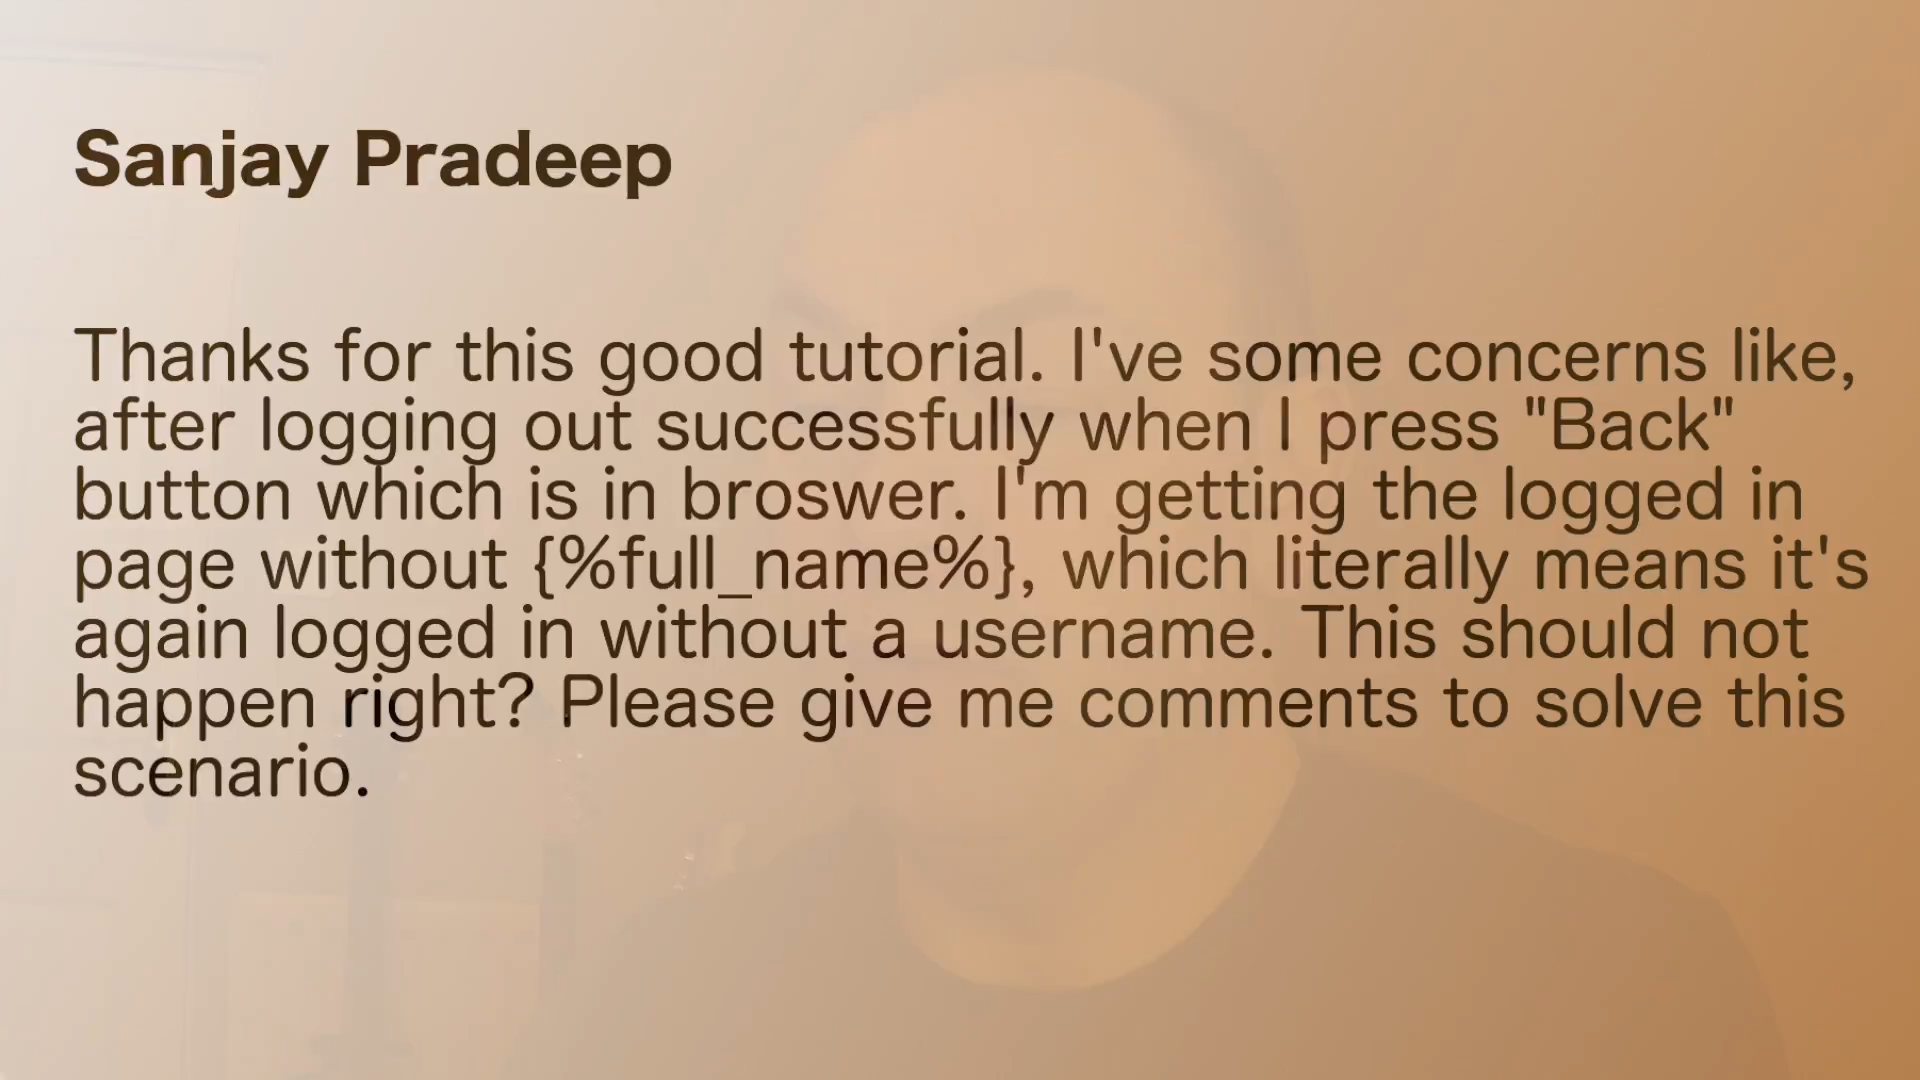 Sanjay Pradeep
Thanks for this good tutorial. I've some concerns like,
after logging out successfully when I press "Back"
button which is in broswer. I'm getting the logged in
page without {%full_name%}, which literally means it's
again logged in without a username. This should not
happen right? Please give me comments to solve this
scenario.